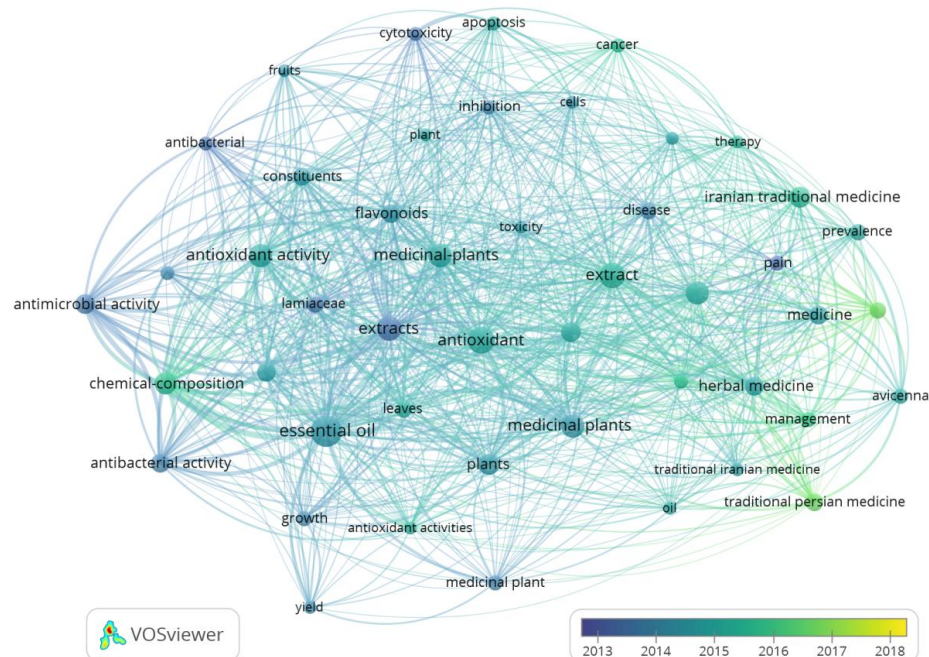 apoptosis
cytotoxicity
cancer
fruits
cells
inhibition
plant
antibacterial
therapy
constituents
iranian traditional medicine
flavonoids
disease
toxicity
prevalence
antioxidant activity
medicinal-plants
pain
extract
antimicrobial activity
lamiaceae
medicine
extracts
antioxidant
chemical-composition
herbal medicine
avicenna
leaves
management
essential oil
medicinal plants
antibacterial activity
plants
traditional iranian medicine
traditional persian medicine
oil
growth
antioxidant activities
medicinal plant
yield
VOSviewer
2013 2014 2015 2016 2017 2018